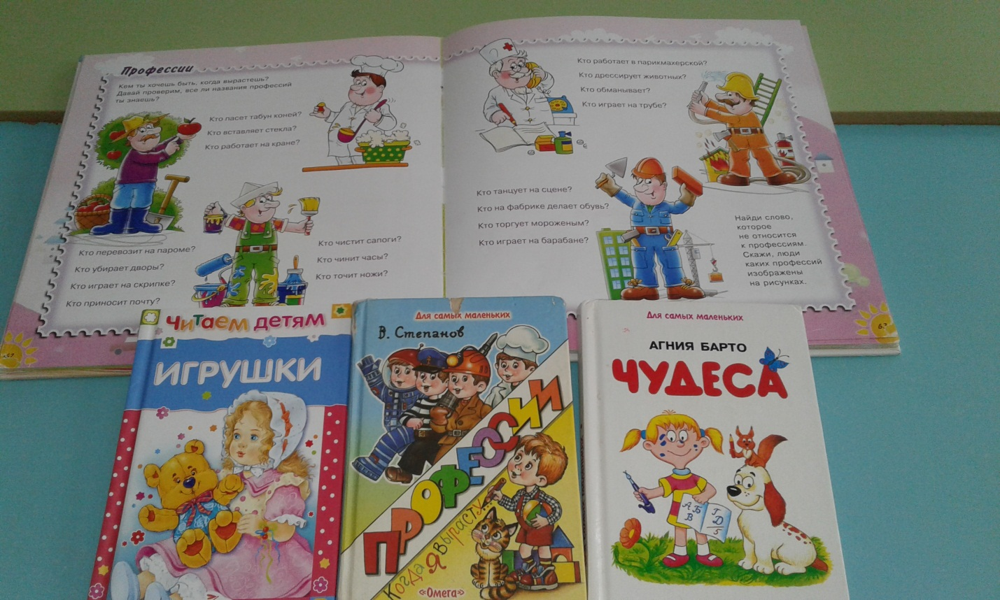 Профессии
Кем ты хочешь быть, когда вырастешь?
Давай проверим, все ли названия профессий
ты знаешь?
Кто пасет табун коней?
Кто вставляет стекла?
Кто работает на кране?
Кто перевозит на пароме?
Кто убирает дворы?
Кто играет на скрипке?
Кто приносит почту?
Кто чистит сапоги?
Кто чинит часы?
Кто точит ножи?
Кто работает в парикмахерской?
Кто дрессирует животных?
Кто обманывает?
Кто играет на трубе?
Кто танцует на сцене?
Кто на фабрике делает обувь?
Кто торгует мороженым?
Кто играет на барабане?
Найди слово,
которое
не относится
к профессиям.
Скажи, люди
каких профессий
изображены
на рисунках.
Читаем детям
ИГРУШКИ
Для самых маленьких
В. Степанов
ПРОФЕССИИ
Когда я вырасту...
«Омега»
Для самых маленьких
АГНИЯ БАРТО
ЧУДЕСА
А Б
В
Г
Д